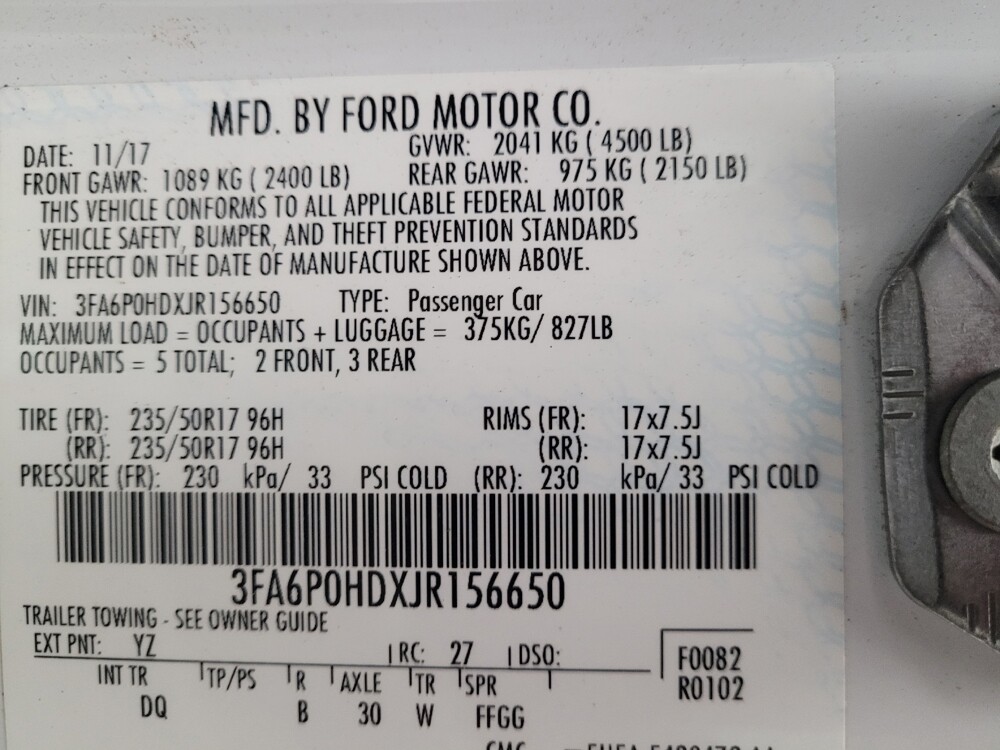 MFD. BY FORD MOTOR CO.
DATE: 11/17 GVWR: 2041 KG ( 4500 LB)
FRONT GAWR: 1089 KG ( 2400 LB) REAR GAWR: 975 KG ( 2150 LB)
THIS VEHICLE CONFORMS TO ALL APPLICABLE FEDERAL MOTOR
VEHICLE SAFETY, BUMPER, AND THEFT PREVENTION STANDARDS
IN EFFECT ON THE DATE OF MANUFACTURE SHOWN ABOVE.
VIN: 3FA6P0HDXJR156650 TYPE: Passenger Car
MAXIMUM LOAD = OCCUPANTS + LUGGAGE = 375KG/ 827LB
OCCUPANTS = 5 TOTAL; 2 FRONT, 3 REAR
TIRE (FR): 235/50R17 96H RIMS (FR): 17x7.5J
(RR): 235/50R17 96H (RR): 17x7.5J
PRESSURE (FR): 230 kPa/ 33 PSI COLD (RR): 230 kPa/ 33 PSI COLD
3FA6P0HDXJR156650
TRAILER TOWING - SEE OWNER GUIDE
EXT PNT: YZ RC: 27 DSO: F0082
R0102
INT TR TP/PS R AXLE TR SPR
DQ B 30 W FFGG